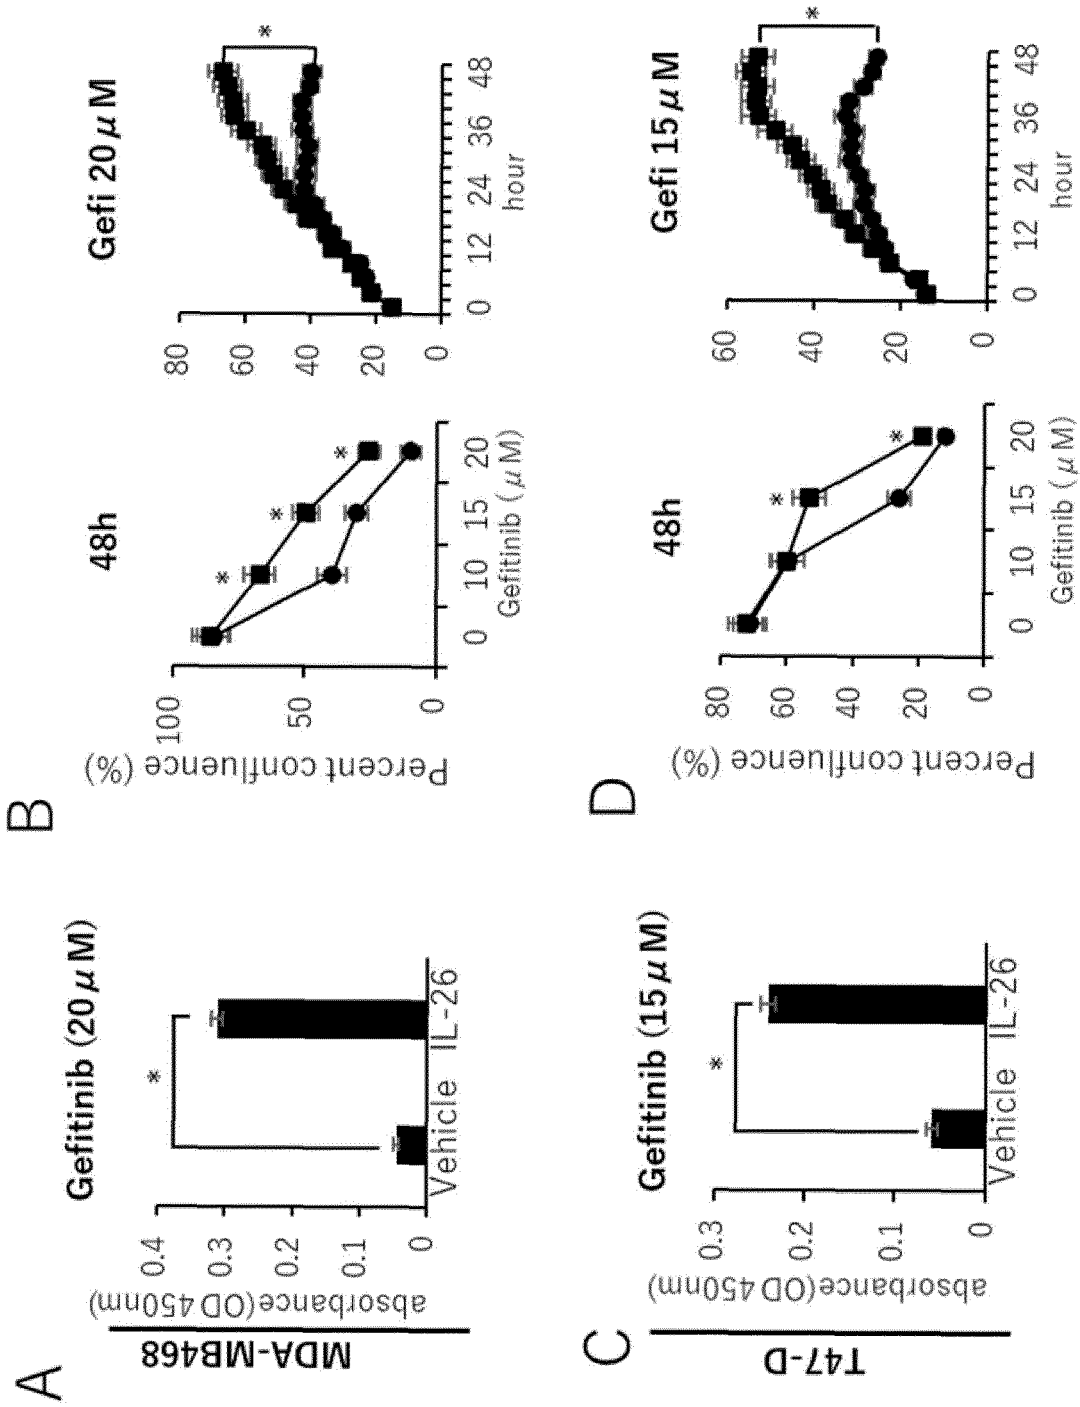 A
MDA-MB468
Gefitinib (20μM)
absorbance(OD450nm)
0.4
0.3
0.2
0.1
0
*
Vehicle IL-26
B
48h
Percent confluence (%)
100
50
0
* * *
0 10 15 20
Gefitinib (μM)
Gefi 20μM
80
60
40
20
0
*
0 12 24 36 48
hour
C
T47-D
Gefitinib (15μM)
absorbance(OD450nm)
0.3
0.2
0.1
0
*
Vehicle IL-26
D
48h
Percent confluence (%)
80
60
40
20
0
* *
0 10 15 20
Gefitinib (μM)
Gefi 15μM
60
40
20
0
*
0 12 24 36 48
hour